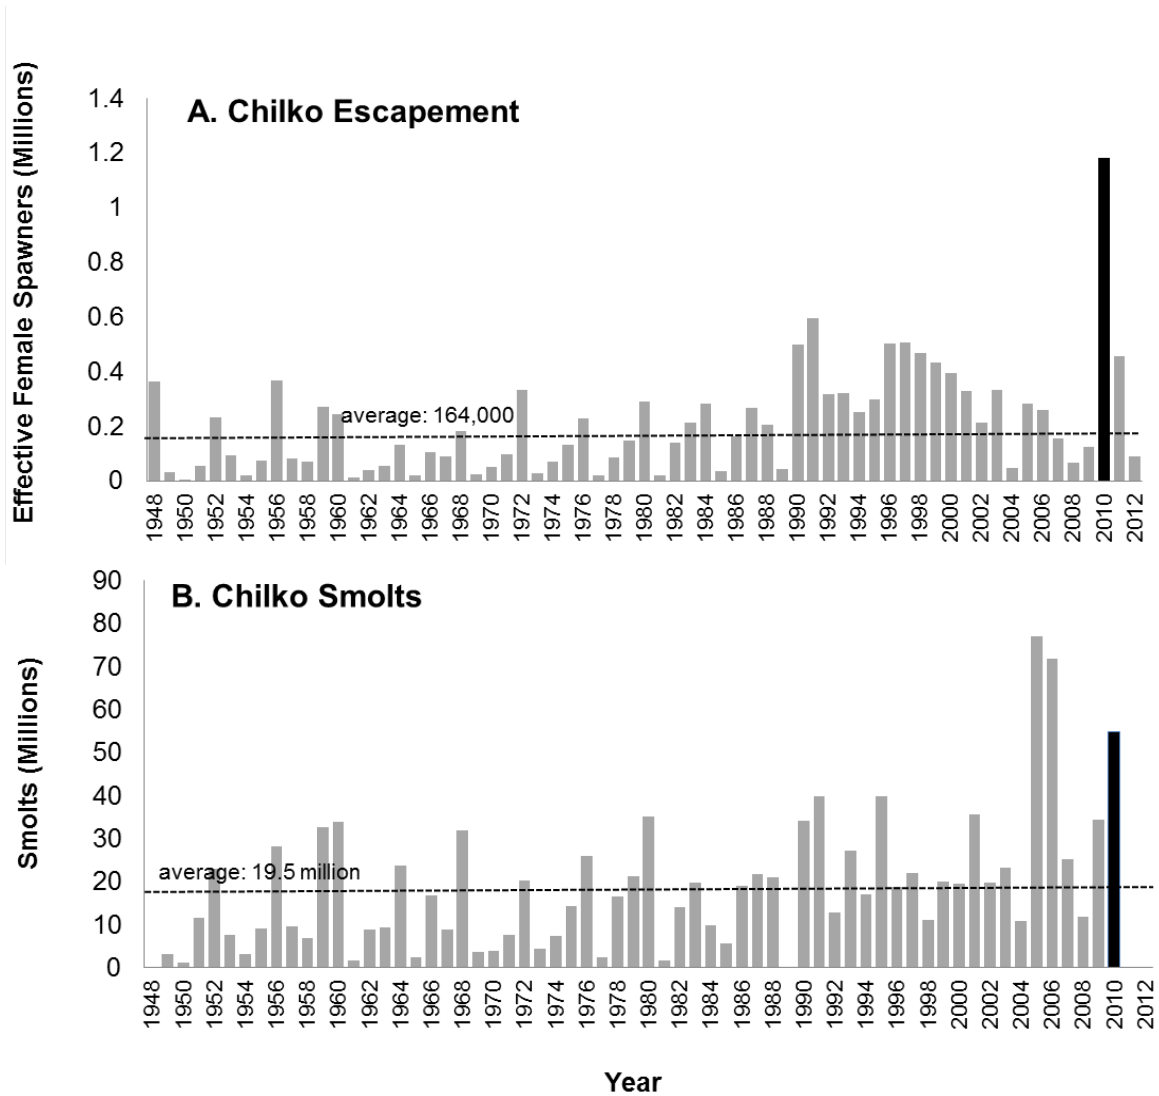 A. Chilko Escapement
Effective Female Spawners (Millions)
1.4
1.2
1
0.8
0.6
0.4
0.2
0
average: 164,000
1948 1950 1952 1954 1956 1958 1960 1962 1964 1966 1968 1970 1972 1974 1976 1978 1980 1982 1984 1986 1988 1990 1992 1994 1996 1998 2000 2002 2004 2006 2008 2010 2012
B. Chilko Smolts
Smolts (Millions)
90
80
70
60
50
40
30
20
10
0
average: 19.5 million
1948 1950 1952 1954 1956 1958 1960 1962 1964 1966 1968 1970 1972 1974 1976 1978 1980 1982 1984 1986 1988 1990 1992 1994 1996 1998 2000 2002 2004 2006 2008 2010 2012
Year